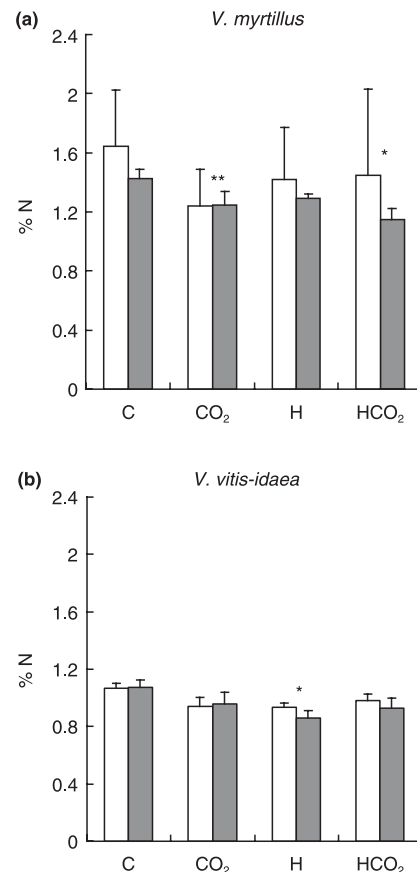 (a) V. myrtillus
2.4
2
1.6
1.2
0.8
0.4
0
% N
** *
C CO₂ H HCO₂
(b) V. vitis-idaea
2.4
2
1.6
1.2
0.8
0.4
0
% N
*
C CO₂ H HCO₂